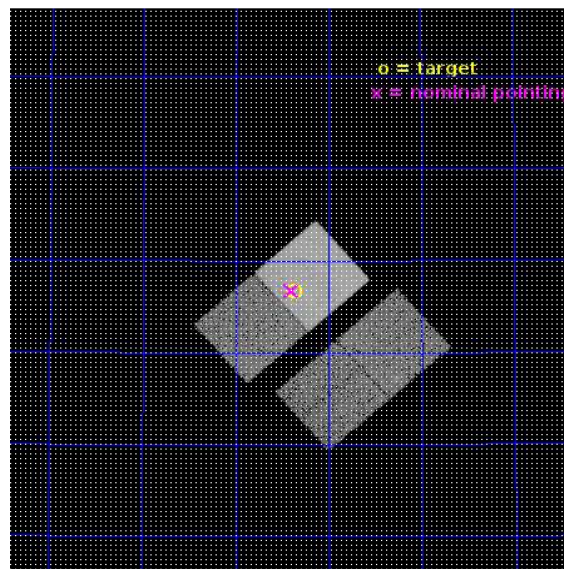 o = target
x = nominal pointing